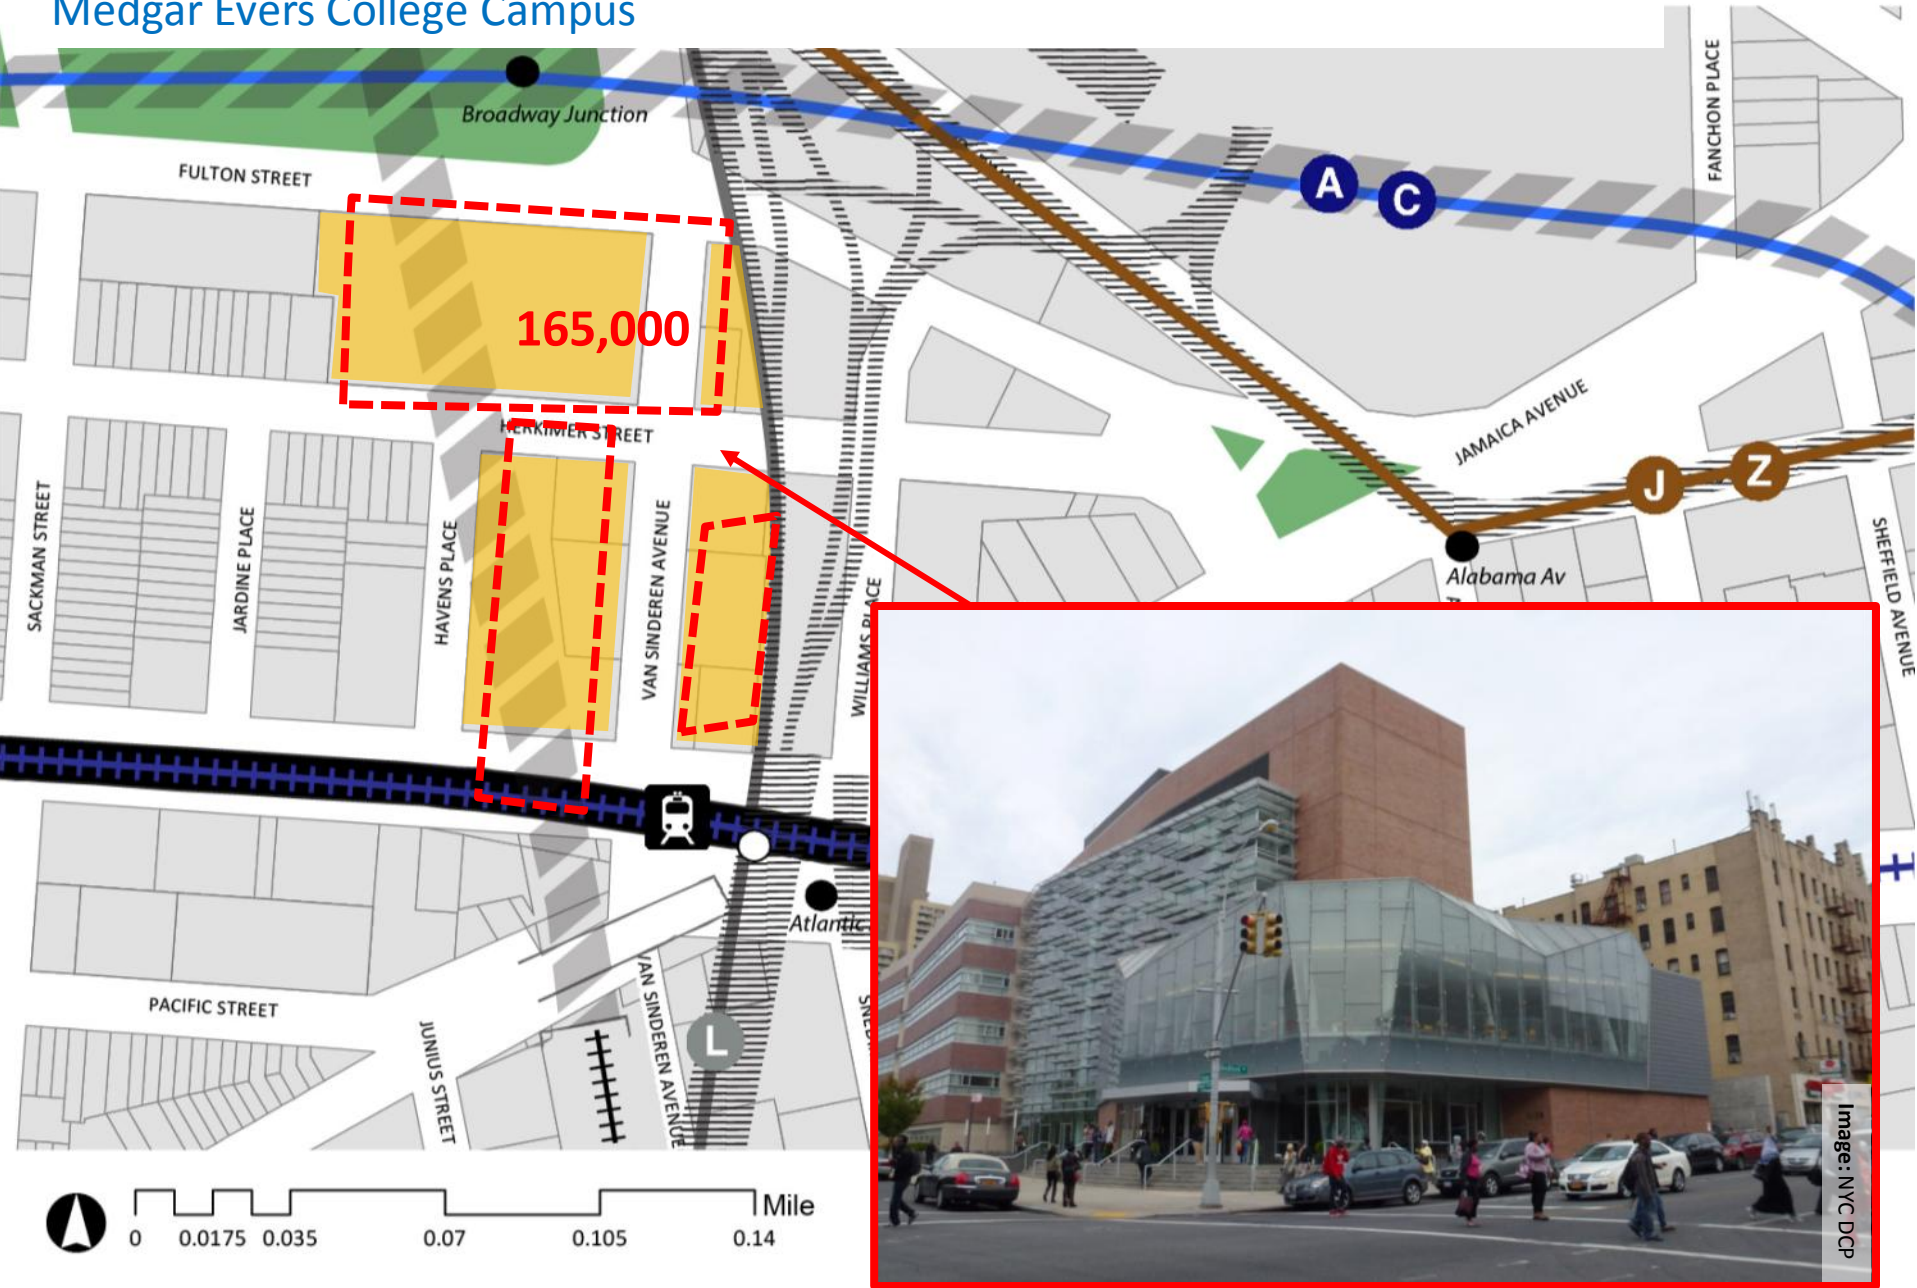 Medgar Evers College Campus
FANCHON PLACE
Broadway Junction
FULTON STREET
A
C
165,000
HERKIMER STREET
JAMAICA AVENUE
J
Z
SACKMAN STREET
JARDINE PLACE
HAVENS PLACE
VAN SINDEREN AVENUE
WILLIAMS PLACE
Alabama Av
SHEFFIELD AVENUE
Atlantic
PACIFIC STREET
JUNIUS STREET
VAN SINDEREN AVENUE
L
Image: NYC DCP
Mile
0 0.0175 0.035 0.07 0.105 0.14